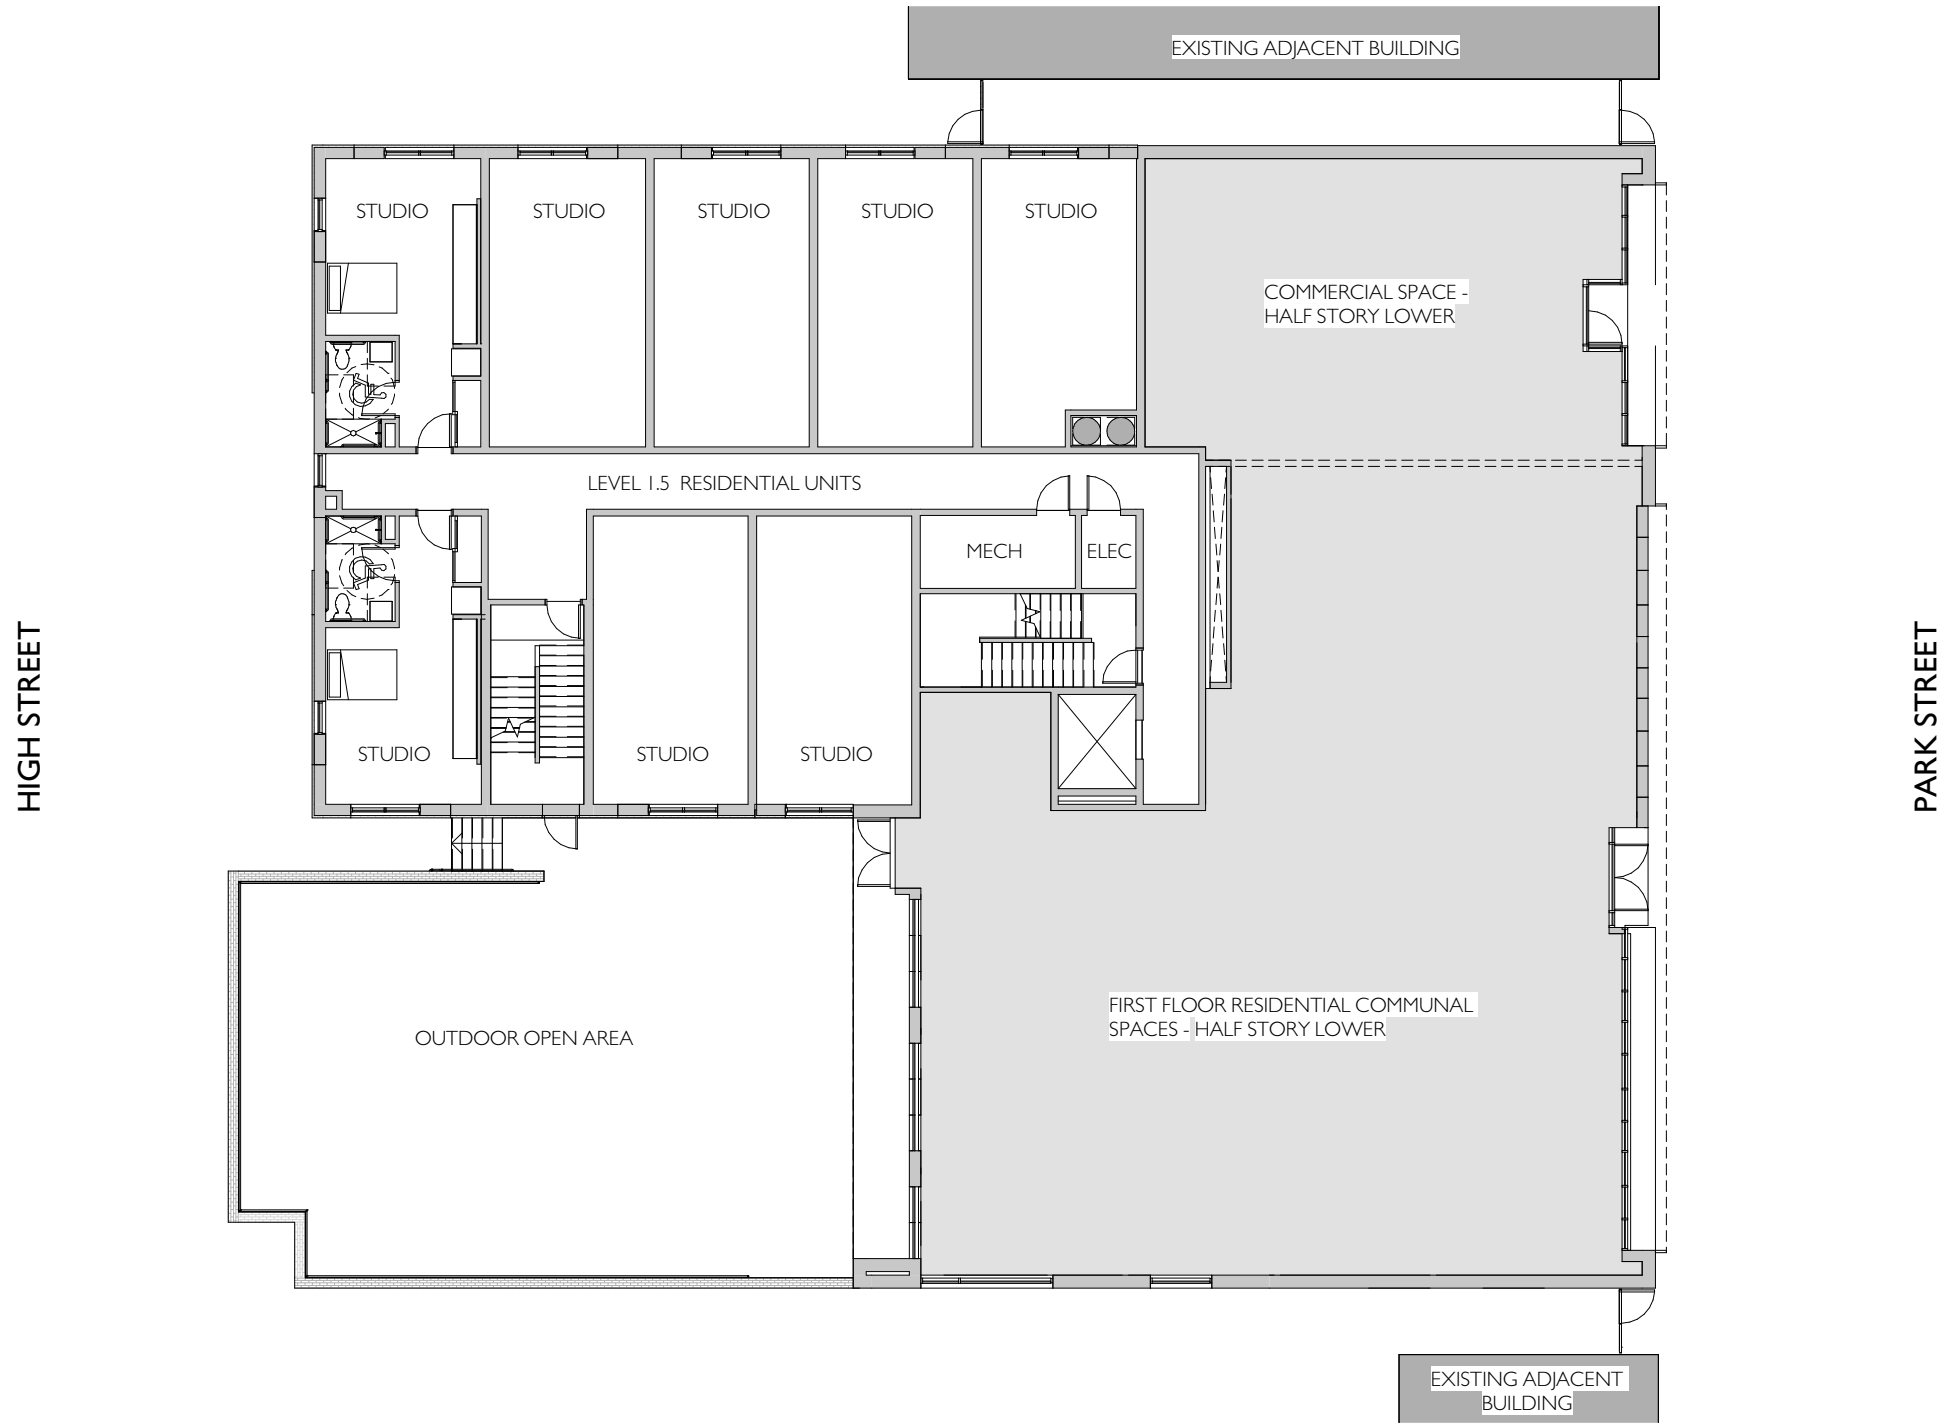 EXISTING ADJACENT BUILDING
STUDIO
STUDIO
STUDIO
STUDIO
STUDIO
COMMERCIAL SPACE -
HALF STORY LOWER
LEVEL 1.5 RESIDENTIAL UNITS
MECH
ELEC
HIGH STREET
PARK STREET
STUDIO
STUDIO
STUDIO
FIRST FLOOR RESIDENTIAL COMMUNAL
SPACES - HALF STORY LOWER
OUTDOOR OPEN AREA
EXISTING ADJACENT
BUILDING